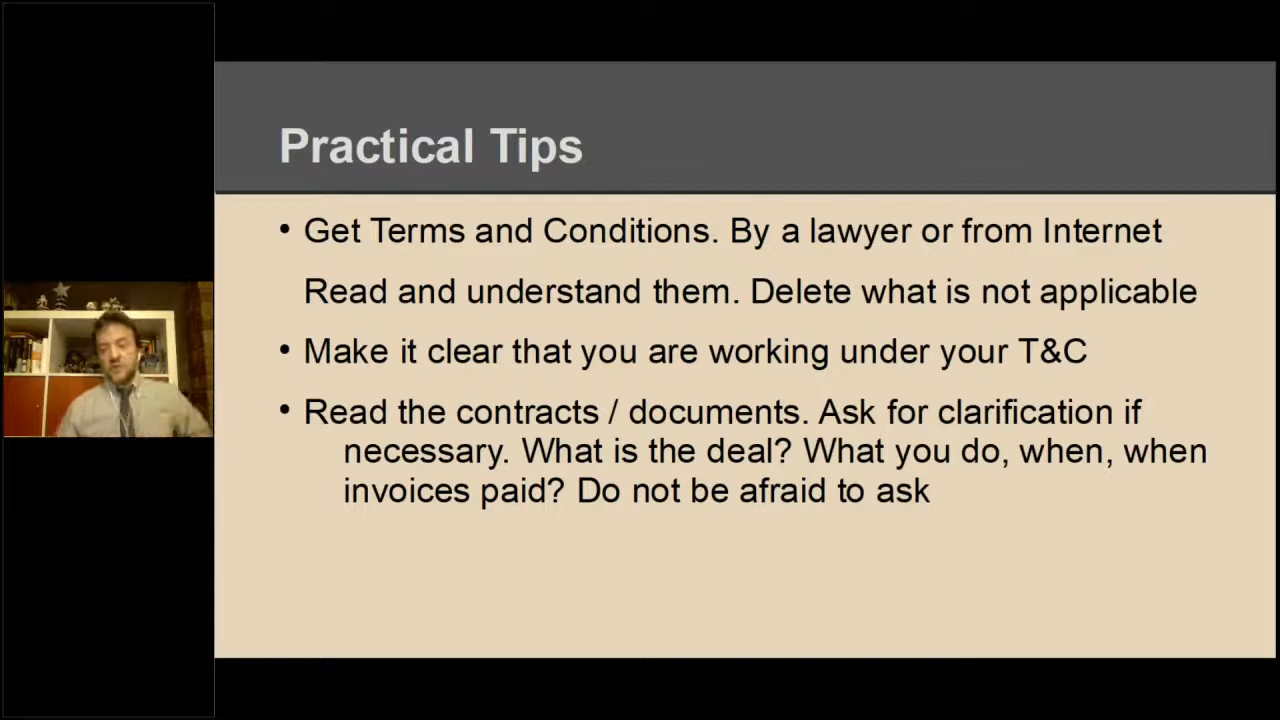 Practical Tips
• Get Terms and Conditions. By a lawyer or from Internet
Read and understand them. Delete what is not applicable
• Make it clear that you are working under your T&C
• Read the contracts / documents. Ask for clarification if
necessary. What is the deal? What you do, when, when
invoices paid? Do not be afraid to ask